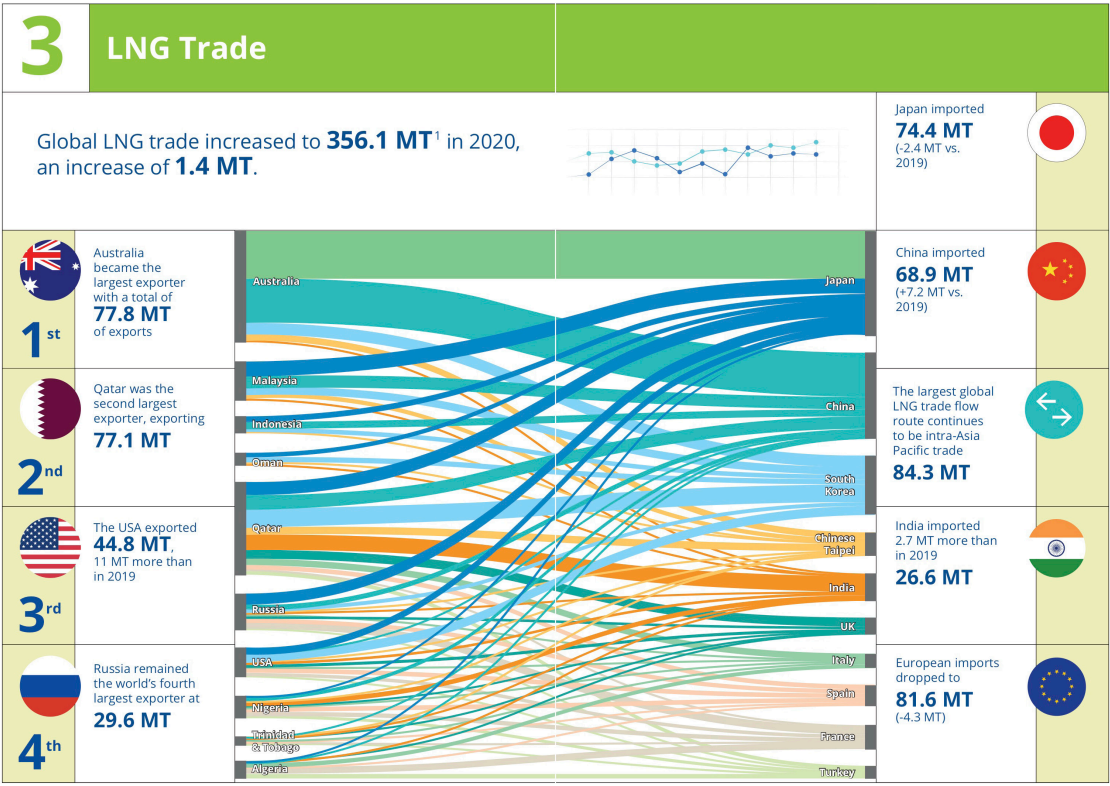 3
LNG Trade
Global LNG trade increased to 356.1 MT¹ in 2020,
an increase of 1.4 MT.
Japan imported
74.4 MT
(-2.4 MT vs.
2019)
Australia
became the
largest exporter
with a total of
77.8 MT
of exports
1st
Qatar was the
second largest
exporter, exporting
77.1 MT
2nd
The USA exported
44.8 MT,
11 MT more than
in 2019
3rd
Russia remained
the world's fourth
largest exporter at
29.6 MT
4th
Australia
Malaysia
Indonesia
Oman
Qatar
Russia
USA
Nigeria
Trinidad
& Tobago
Algeria
Japan
China
South
Korea
Chinese
Taipei
India
UK
Italy
Spain
France
Turkey
China imported
68.9 MT
(+7.2 MT vs.
2019)
The largest global
LNG trade flow
route continues
to be intra-Asia
Pacific trade
84.3 MT
India imported
2.7 MT more than
in 2019
26.6 MT
European imports
dropped to
81.6 MT
(-4.3 MT)